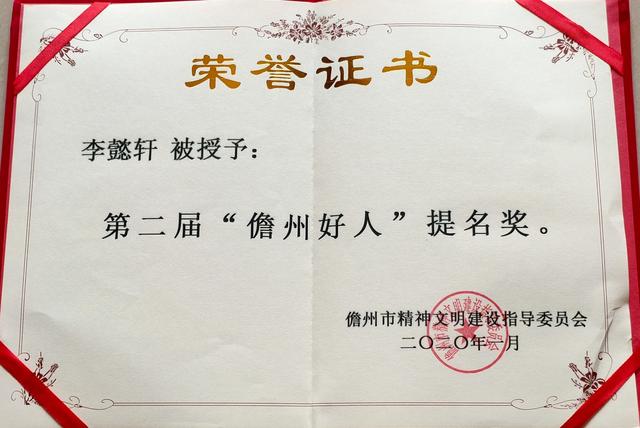 荣誉证书
李懿轩 被授予：
第二届“儋州好人”提名奖。
儋州市精神文明建设指导委员会
二〇二〇年 月